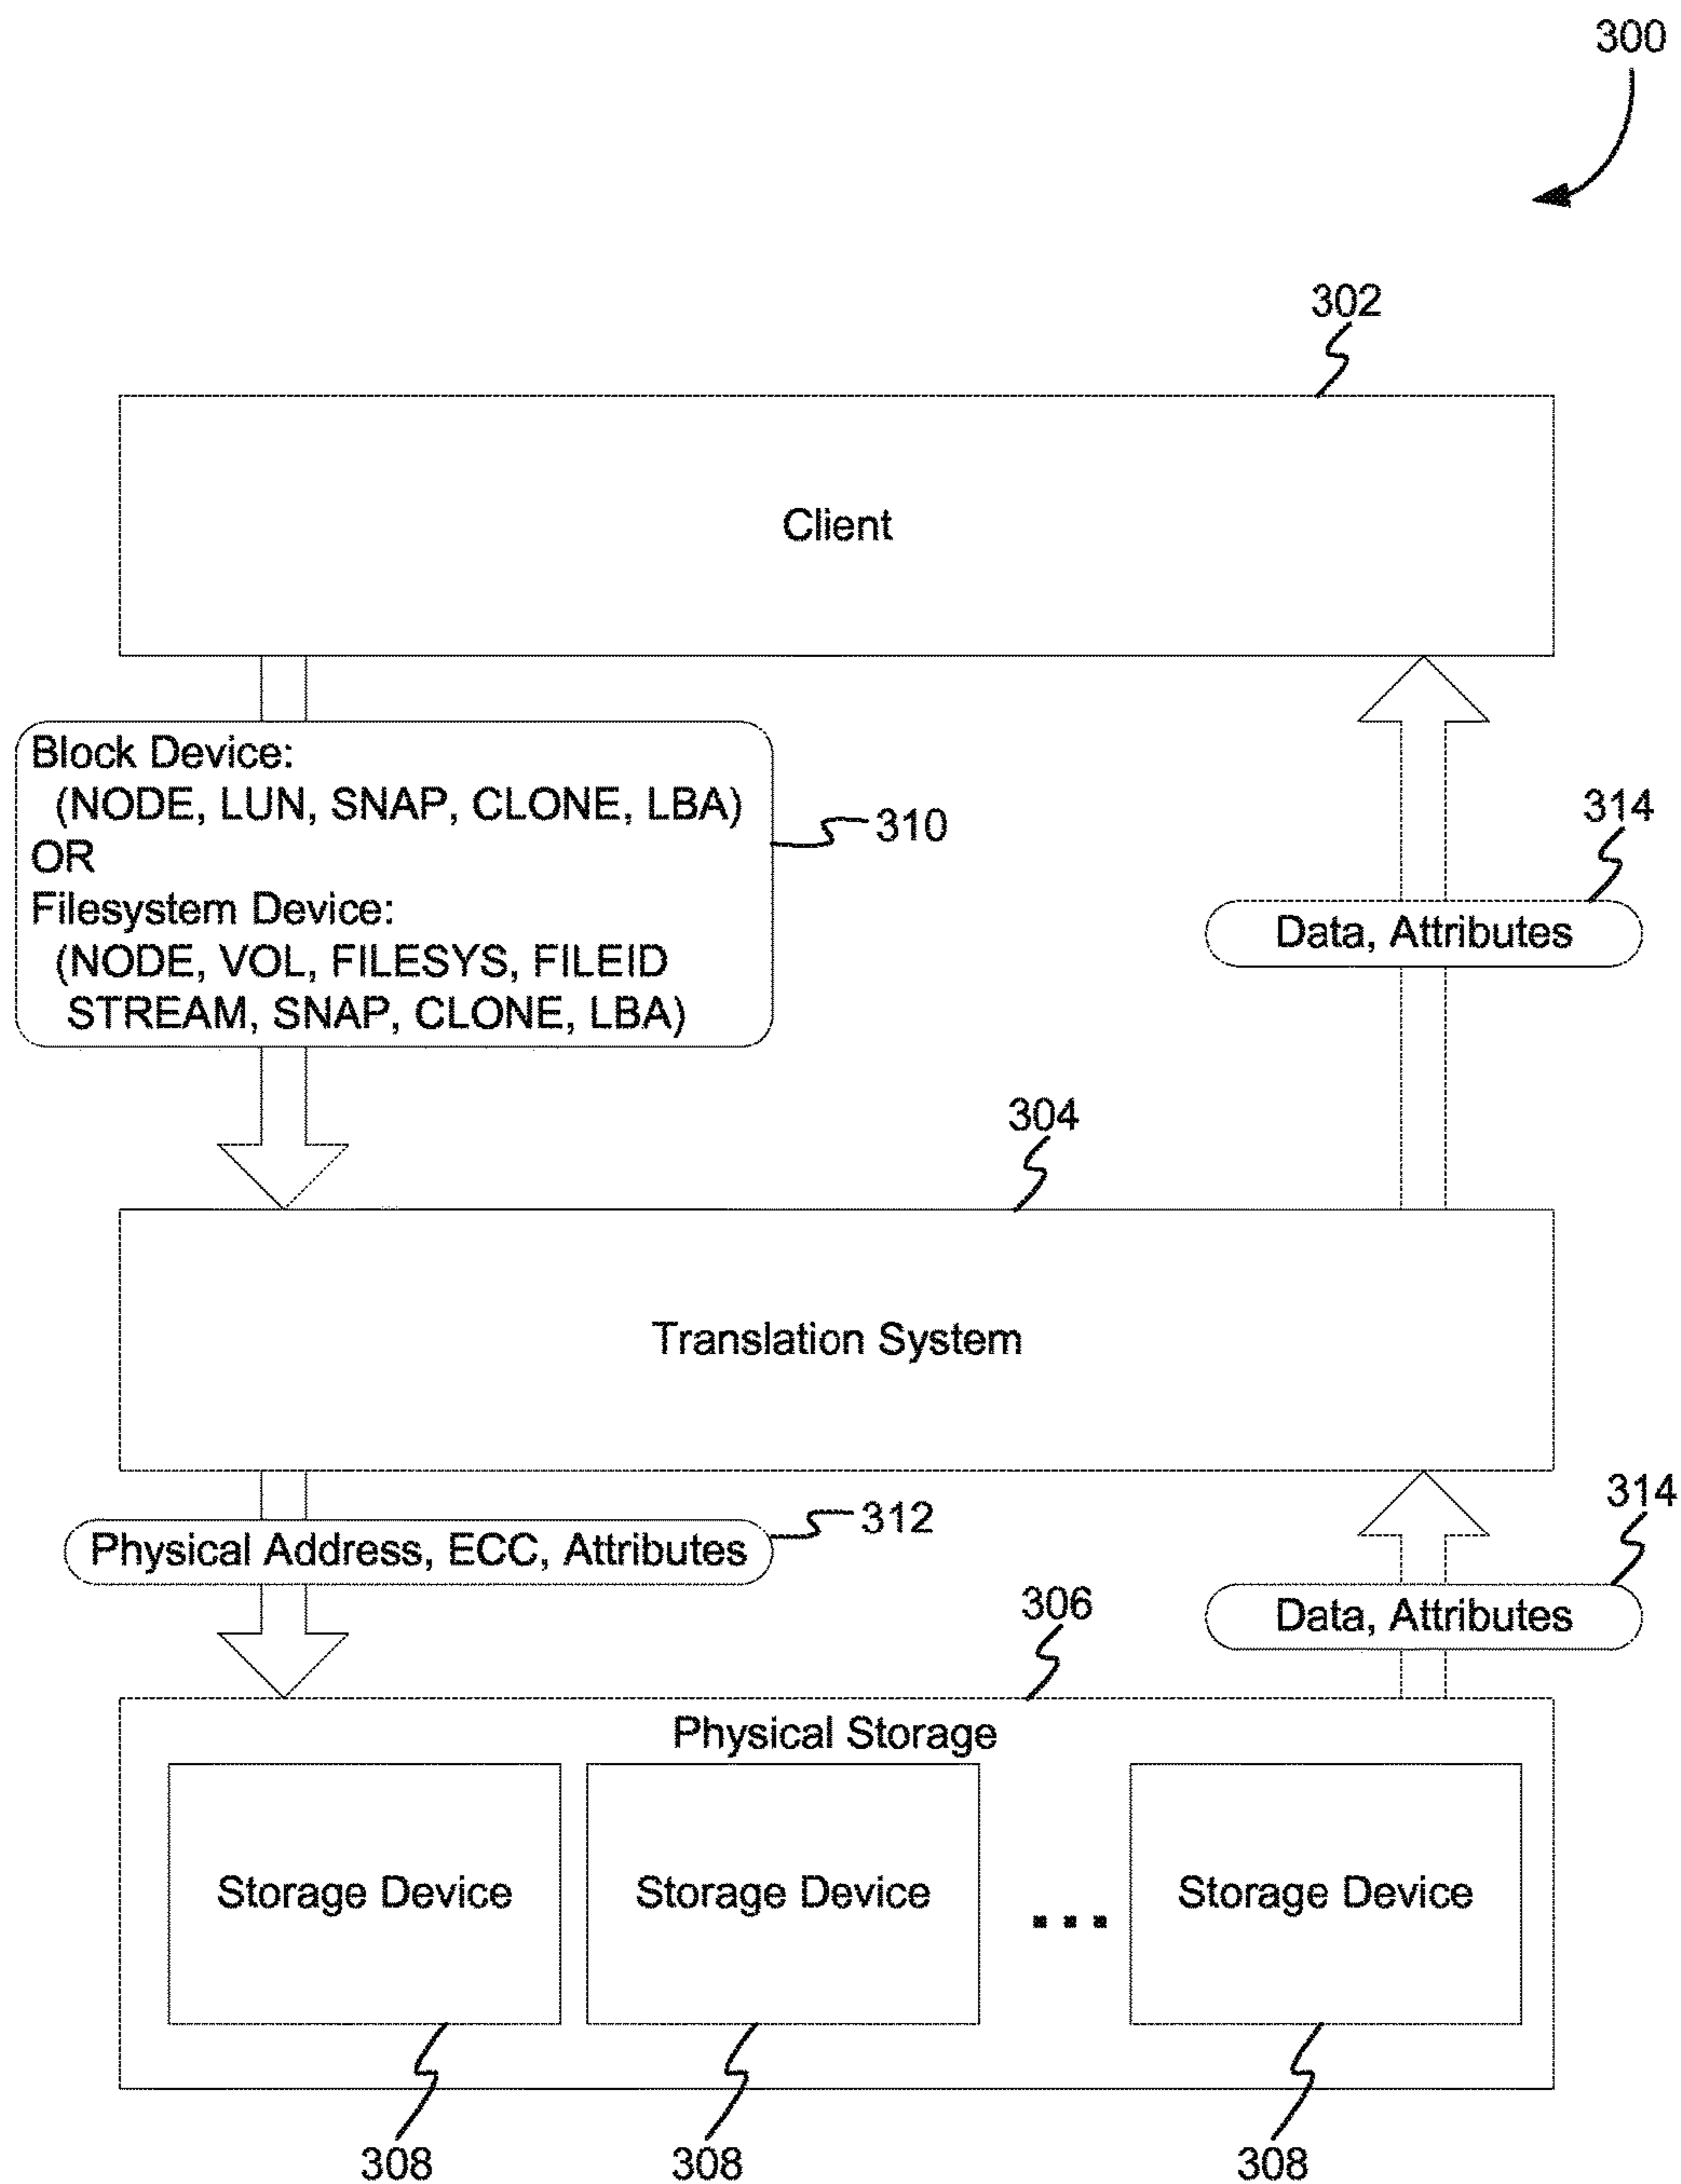 300
302
Client
Block Device:
(NODE, LUN, SNAP, CLONE, LBA)
OR
Filesystem Device:
(NODE, VOL, FILESYS, FILEID
STREAM, SNAP, CLONE, LBA)
310
314
Data, Attributes
304
Translation System
Physical Address, ECC, Attributes
312
314
Data, Attributes
306
Physical Storage
Storage Device
Storage Device
...
Storage Device
308
308
308